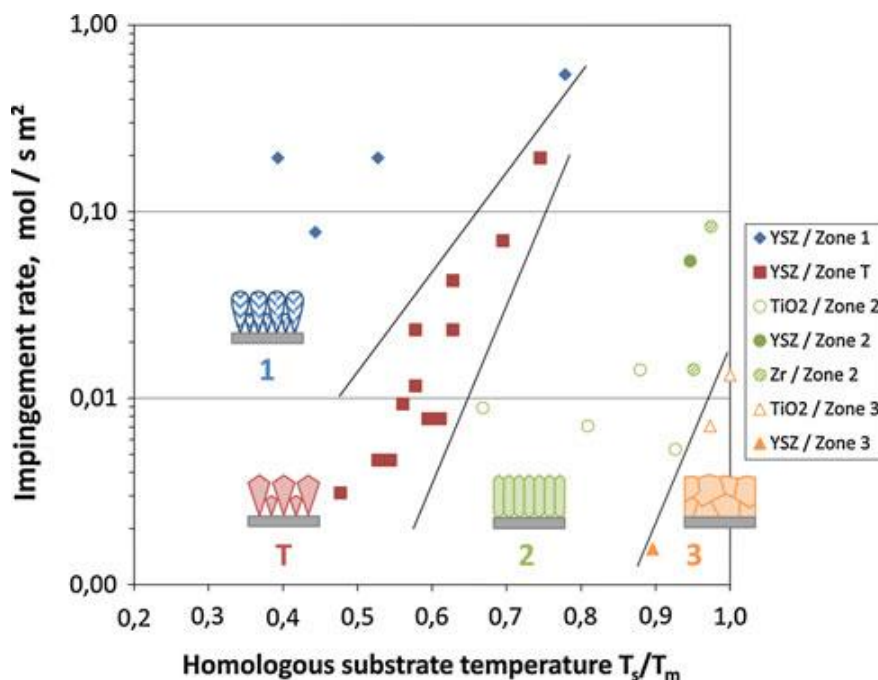 Impingement rate, mol / s m²
1,00
0,10
0,01
0,00
0,2 0,3 0,4 0,5 0,6 0,7 0,8 0,9 1,0
Homologous substrate temperature Tₛ/Tₘ
1
T
2
3
YSZ / Zone 1
YSZ / Zone T
TiO2 / Zone 2
YSZ / Zone 2
Zr / Zone 2
TiO2 / Zone 3
YSZ / Zone 3